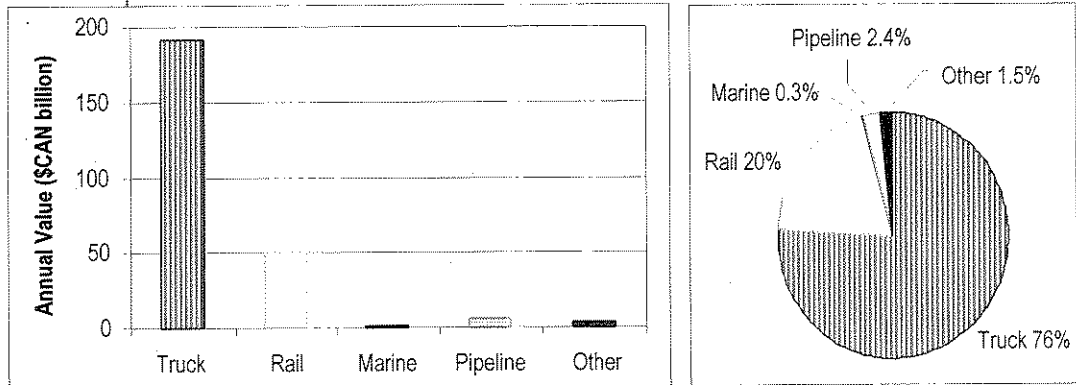 Annual Value ($CAN billion)
200
150
100
50
0
Truck
Rail
Marine
Pipeline
Other
Pipeline 2.4%
Other 1.5%
Marine 0.3%
Rail 20%
Truck 76%